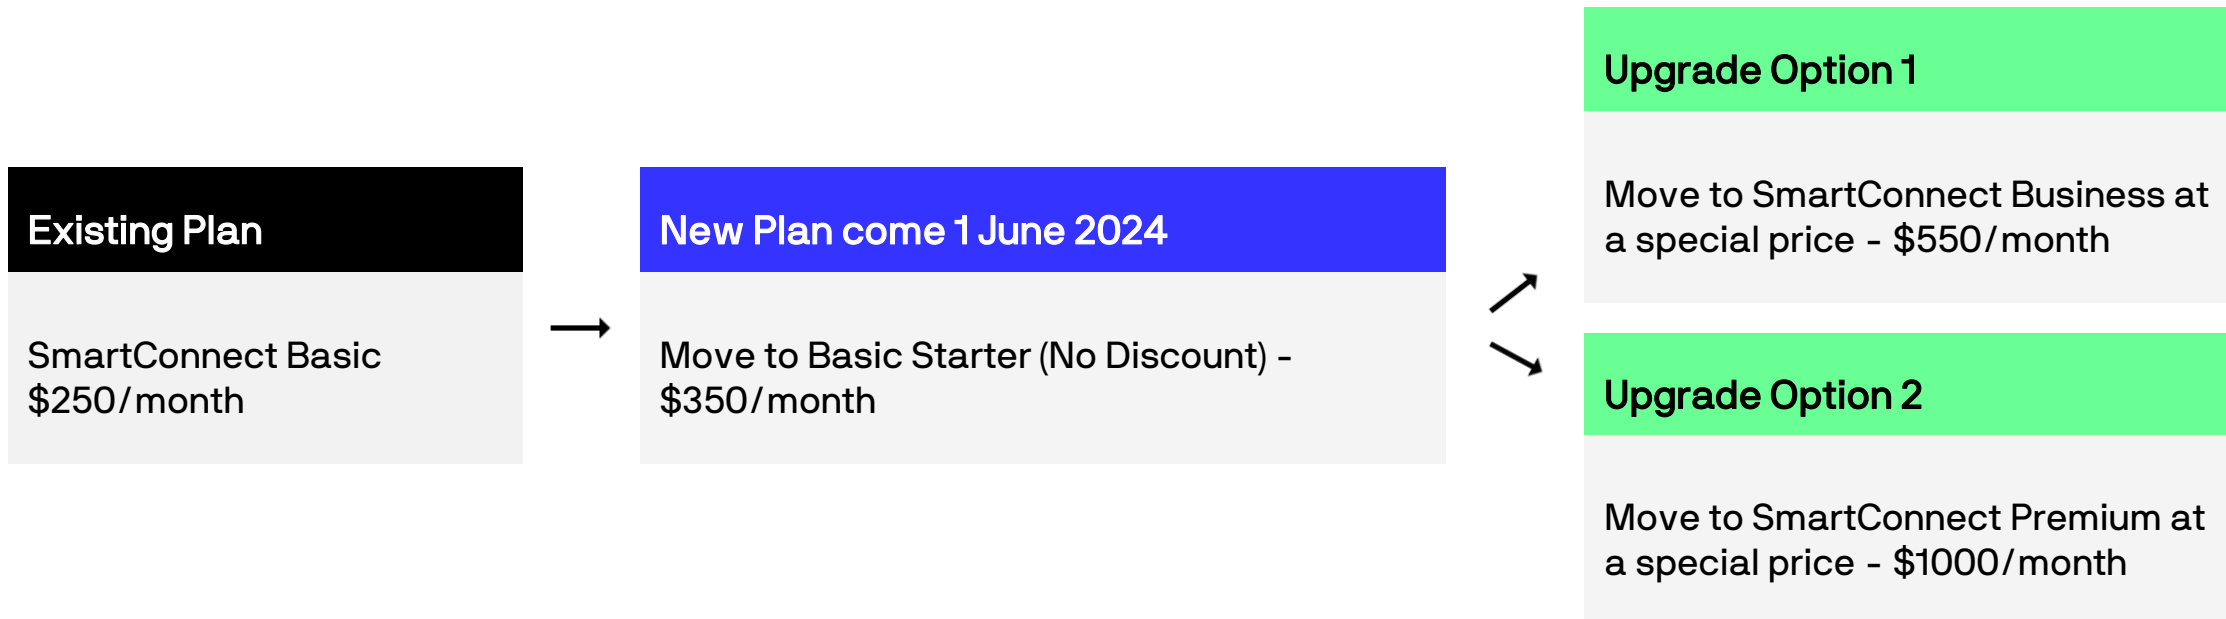 Existing Plan
SmartConnect Basic
$250/month
New Plan come 1 June 2024
Move to Basic Starter (No Discount) -
$350/month
Upgrade Option 1
Move to SmartConnect Business at
a special price - $550/month
Upgrade Option 2
Move to SmartConnect Premium at
a special price - $1000/month